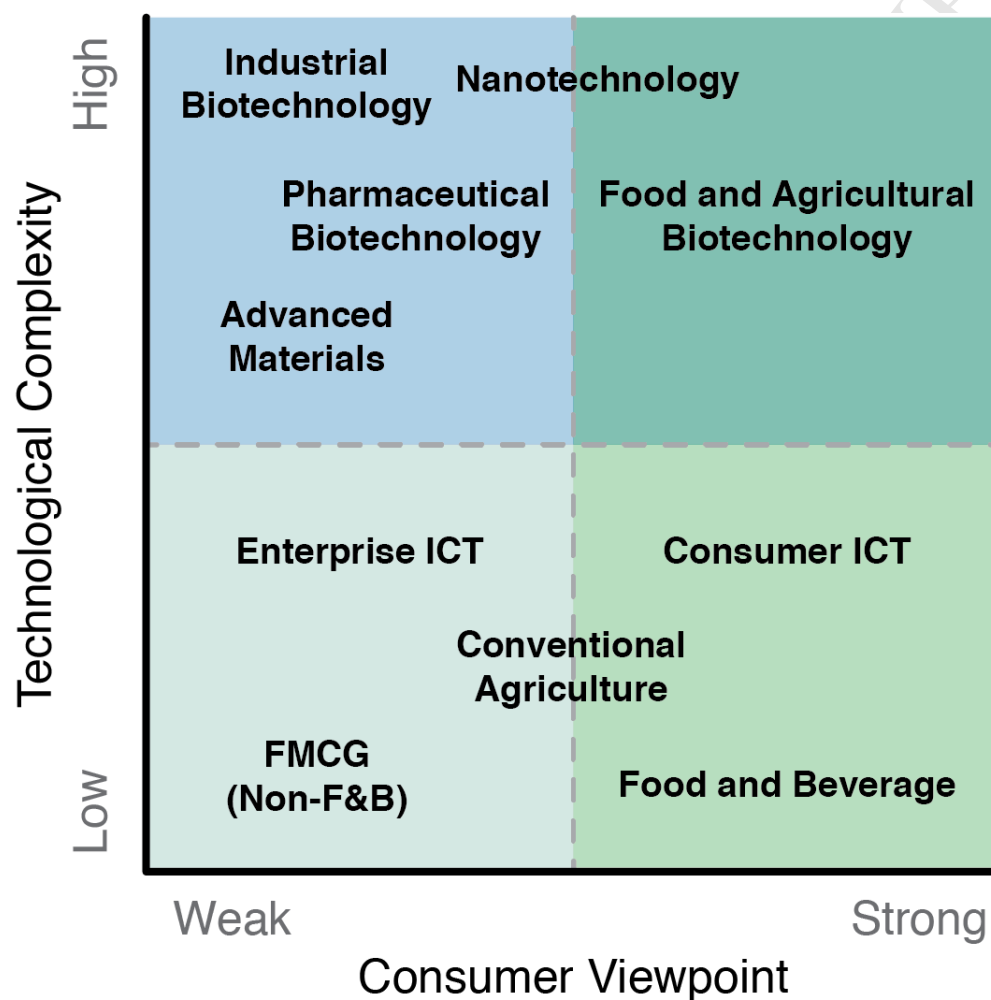 High
Industrial
Biotechnology
Nanotechnology
Pharmaceutical
Biotechnology
Food and Agricultural
Biotechnology
Advanced
Materials
Technological Complexity
Enterprise ICT
Consumer ICT
Conventional
Agriculture
FMCG
(Non-F&B)
Food and Beverage
Low
Weak
Strong
Consumer Viewpoint